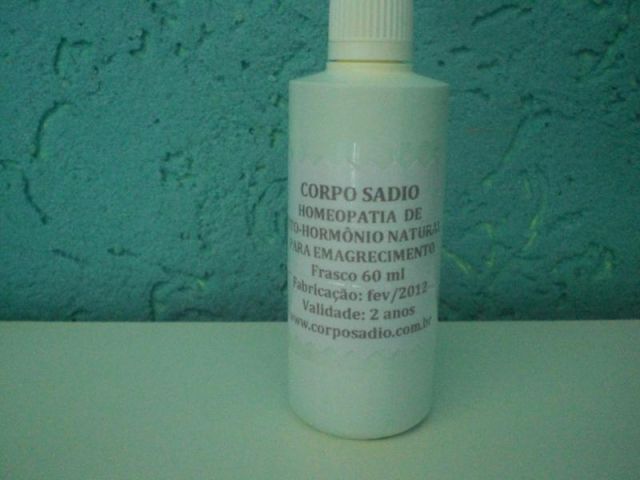 CORPO SADIO
HOMEOPATIA DE
NATURAL
PARA EMAGRECIMENTO
Frasco 60 ml
Fabricação: fev/2012
Validade: 2 anos
www.corposadio.com.br